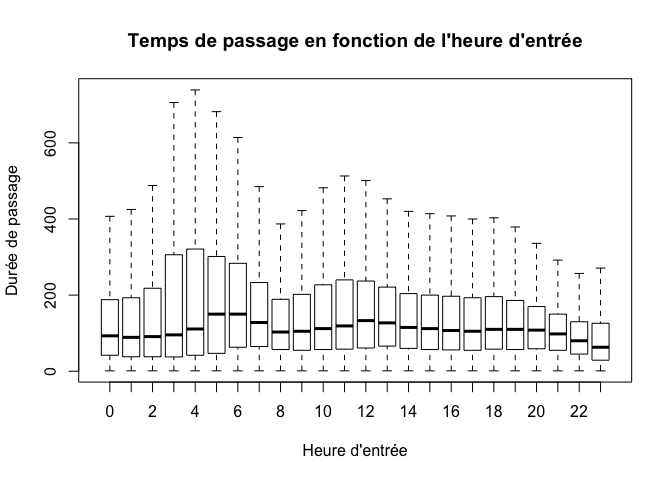 Temps de passage en fonction de l'heure d'entrée
Durée de passage
600
400
200
0
0 2 4 6 8 10 12 14 16 18 20 22
Heure d'entrée